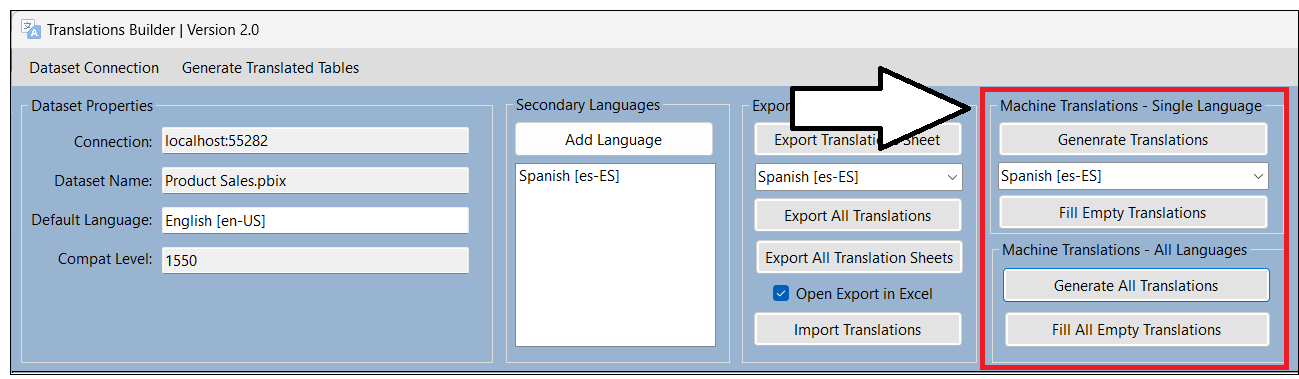 Translations Builder | Version 2.0
Dataset Connection Generate Translated Tables
Dataset Properties
Connection: localhost:55282
Dataset Name: Product Sales.pbix
Default Language: English [en-US]
Compat Level: 1550
Secondary Languages
Add Language
Spanish [es-ES]
Export Sheet
Spanish [es-ES]
Export All Translations
Export All Translation Sheets
Open Export in Excel
Import Translations
Machine Translations - Single Language
Genenrate Translations
Spanish [es-ES]
Fill Empty Translations
Machine Translations - All Languages
Generate All Translations
Fill All Empty Translations